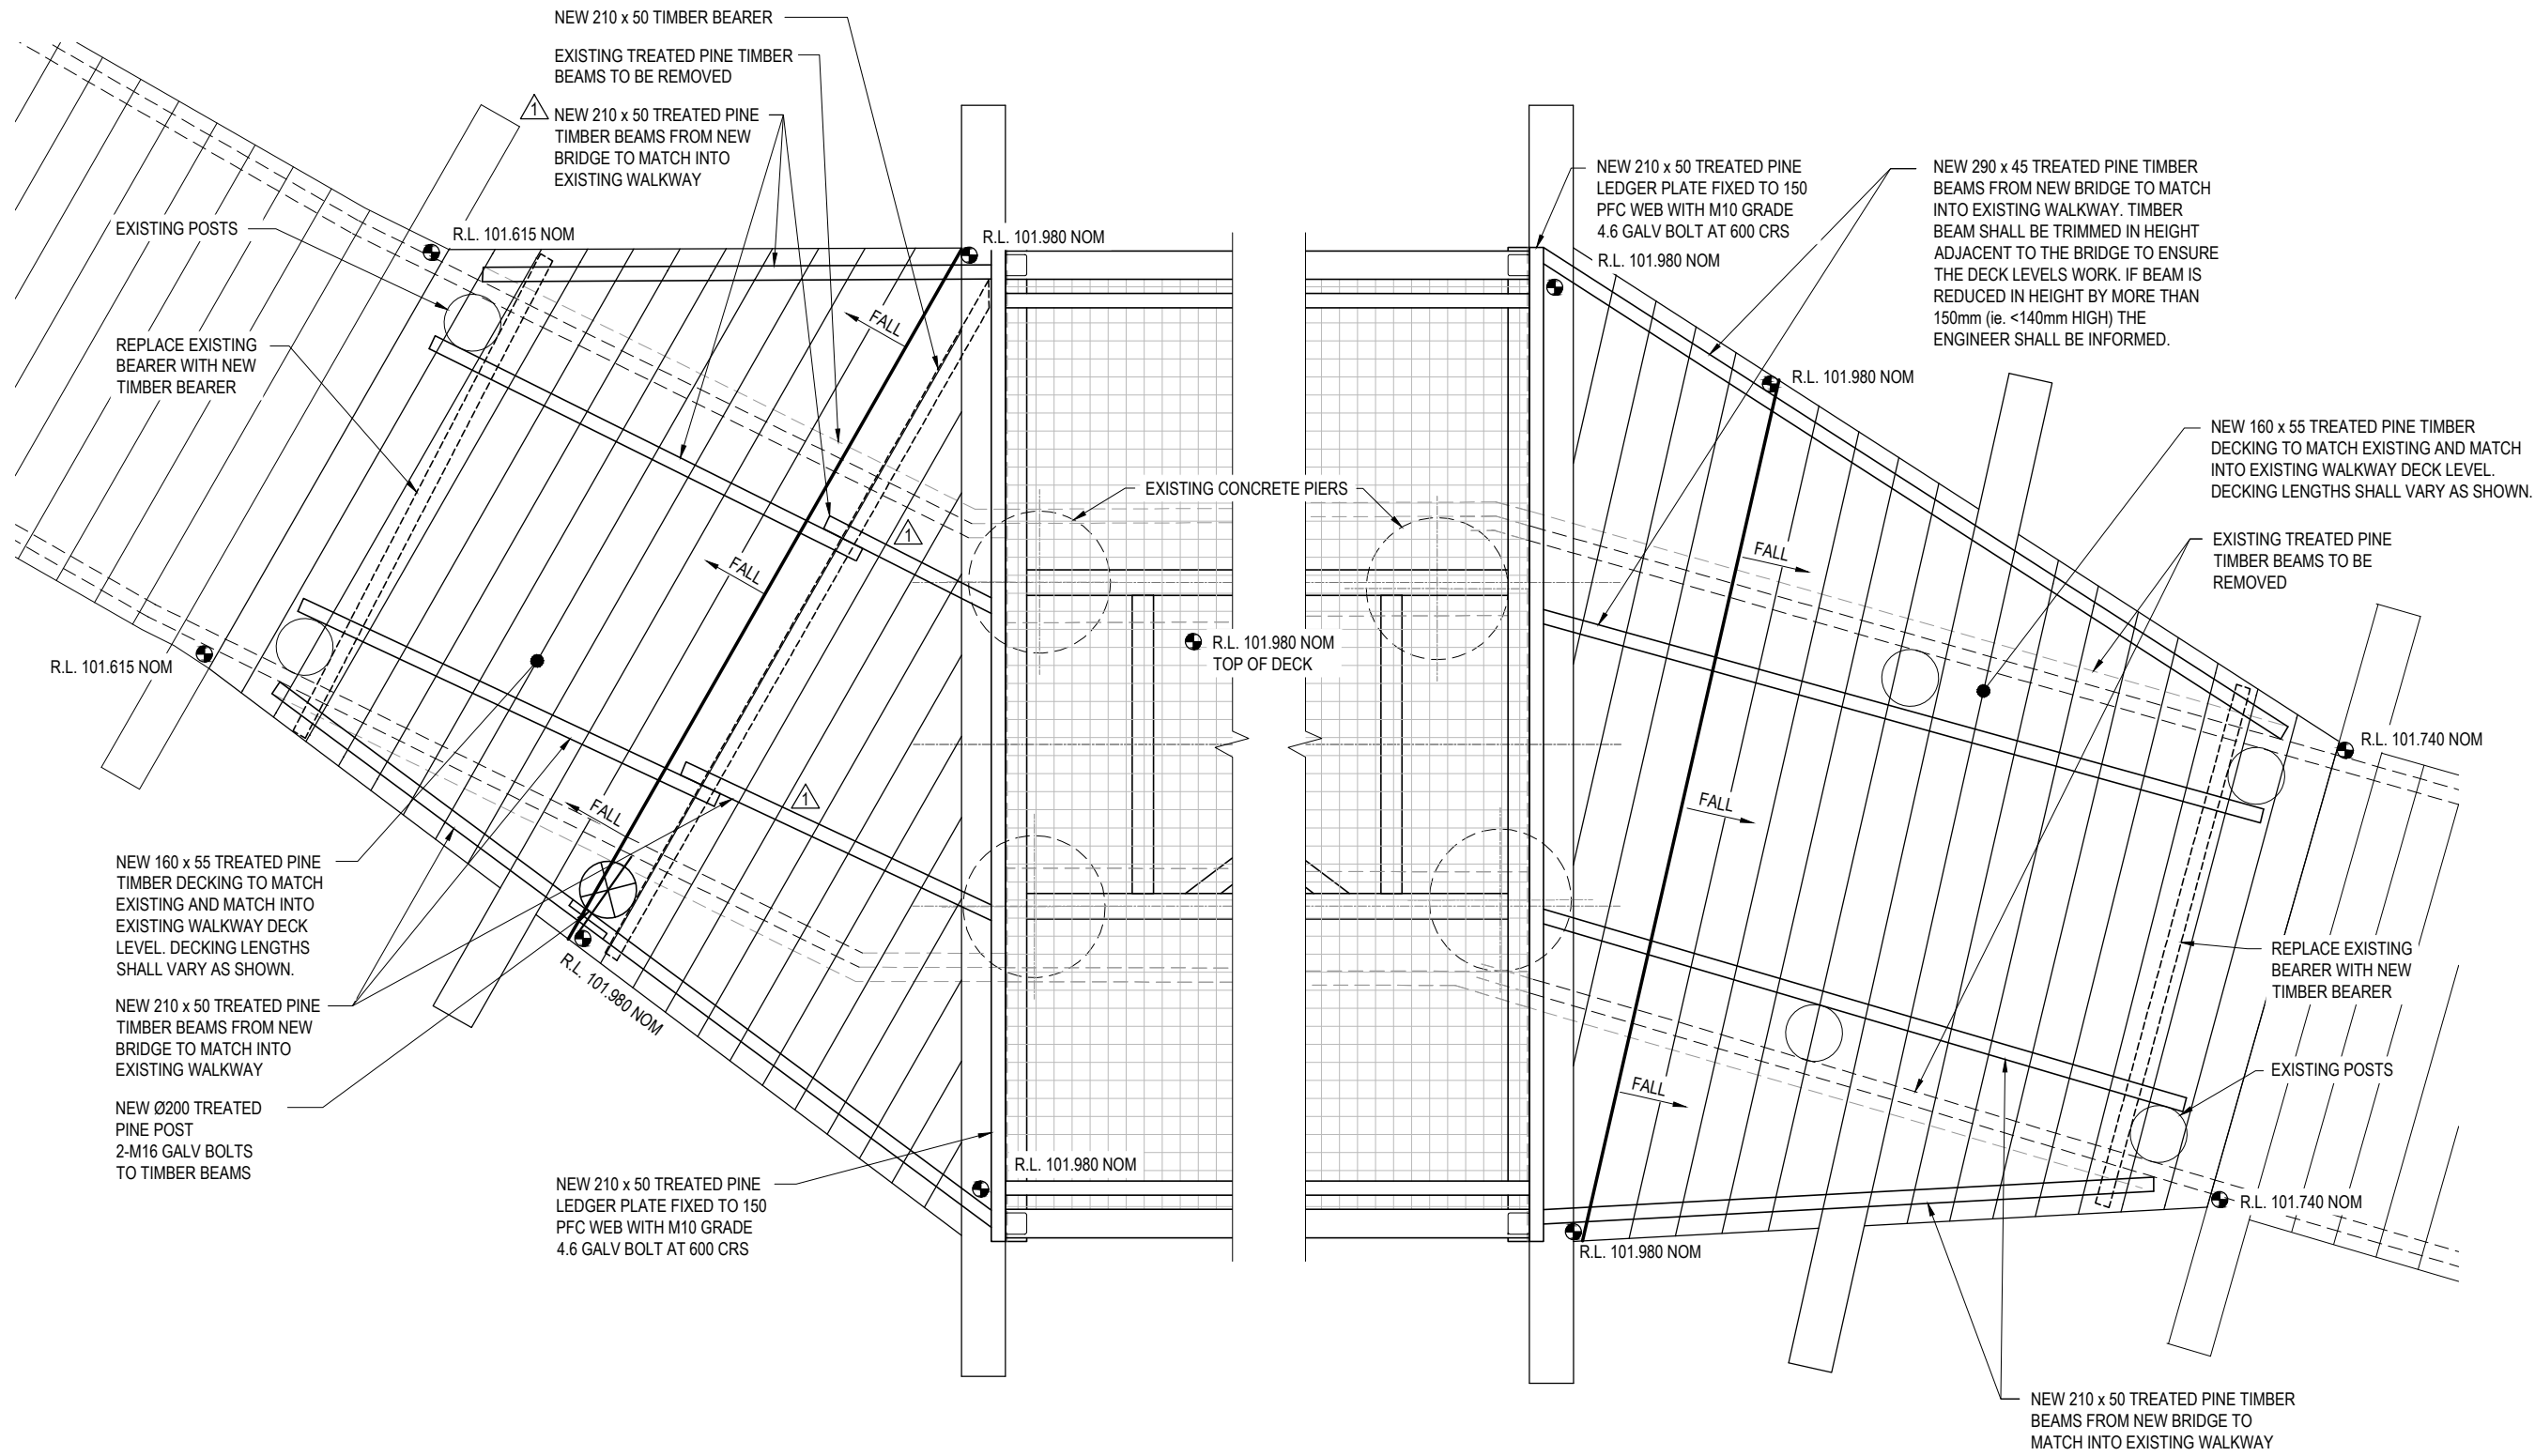 NEW 210 x 50 TIMBER BEARER
EXISTING TREATED PINE TIMBER
BEAMS TO BE REMOVED
1
NEW 210 x 50 TREATED PINE
TIMBER BEAMS FROM NEW
BRIDGE TO MATCH INTO
EXISTING WALKWAY
EXISTING POSTS
R.L. 101.615 NOM
R.L. 101.980 NOM
REPLACE EXISTING
BEARER WITH NEW
TIMBER BEARER
FALL
FALL
FALL
1
1
R.L. 101.615 NOM
R.L. 101.980 NOM
NEW 160 x 55 TREATED PINE
TIMBER DECKING TO MATCH
EXISTING AND MATCH INTO
EXISTING WALKWAY DECK
LEVEL. DECKING LENGTHS
SHALL VARY AS SHOWN.
NEW 210 x 50 TREATED PINE
TIMBER BEAMS FROM NEW
BRIDGE TO MATCH INTO
EXISTING WALKWAY
NEW Ø200 TREATED
PINE POST
2-M16 GALV BOLTS
TO TIMBER BEAMS
NEW 210 x 50 TREATED PINE
LEDGER PLATE FIXED TO 150
PFC WEB WITH M10 GRADE
4.6 GALV BOLT AT 600 CRS
R.L. 101.980 NOM
EXISTING CONCRETE PIERS
R.L. 101.980 NOM
TOP OF DECK
NEW 210 x 50 TREATED PINE
LEDGER PLATE FIXED TO 150
PFC WEB WITH M10 GRADE
4.6 GALV BOLT AT 600 CRS
R.L. 101.980 NOM
NEW 290 x 45 TREATED PINE TIMBER
BEAMS FROM NEW BRIDGE TO MATCH
INTO EXISTING WALKWAY. TIMBER
BEAM SHALL BE TRIMMED IN HEIGHT
ADJACENT TO THE BRIDGE TO ENSURE
THE DECK LEVELS WORK. IF BEAM IS
REDUCED IN HEIGHT BY MORE THAN
150mm (ie. <140mm HIGH) THE
ENGINEER SHALL BE INFORMED.
R.L. 101.980 NOM
NEW 160 x 55 TREATED PINE TIMBER
DECKING TO MATCH EXISTING AND MATCH
INTO EXISTING WALKWAY DECK LEVEL.
DECKING LENGTHS SHALL VARY AS SHOWN.
EXISTING TREATED PINE
TIMBER BEAMS TO BE
REMOVED
FALL
FALL
FALL
R.L. 101.740 NOM
REPLACE EXISTING
BEARER WITH NEW
TIMBER BEARER
EXISTING POSTS
R.L. 101.740 NOM
R.L. 101.980 NOM
NEW 210 x 50 TREATED PINE TIMBER
BEAMS FROM NEW BRIDGE TO
MATCH INTO EXISTING WALKWAY